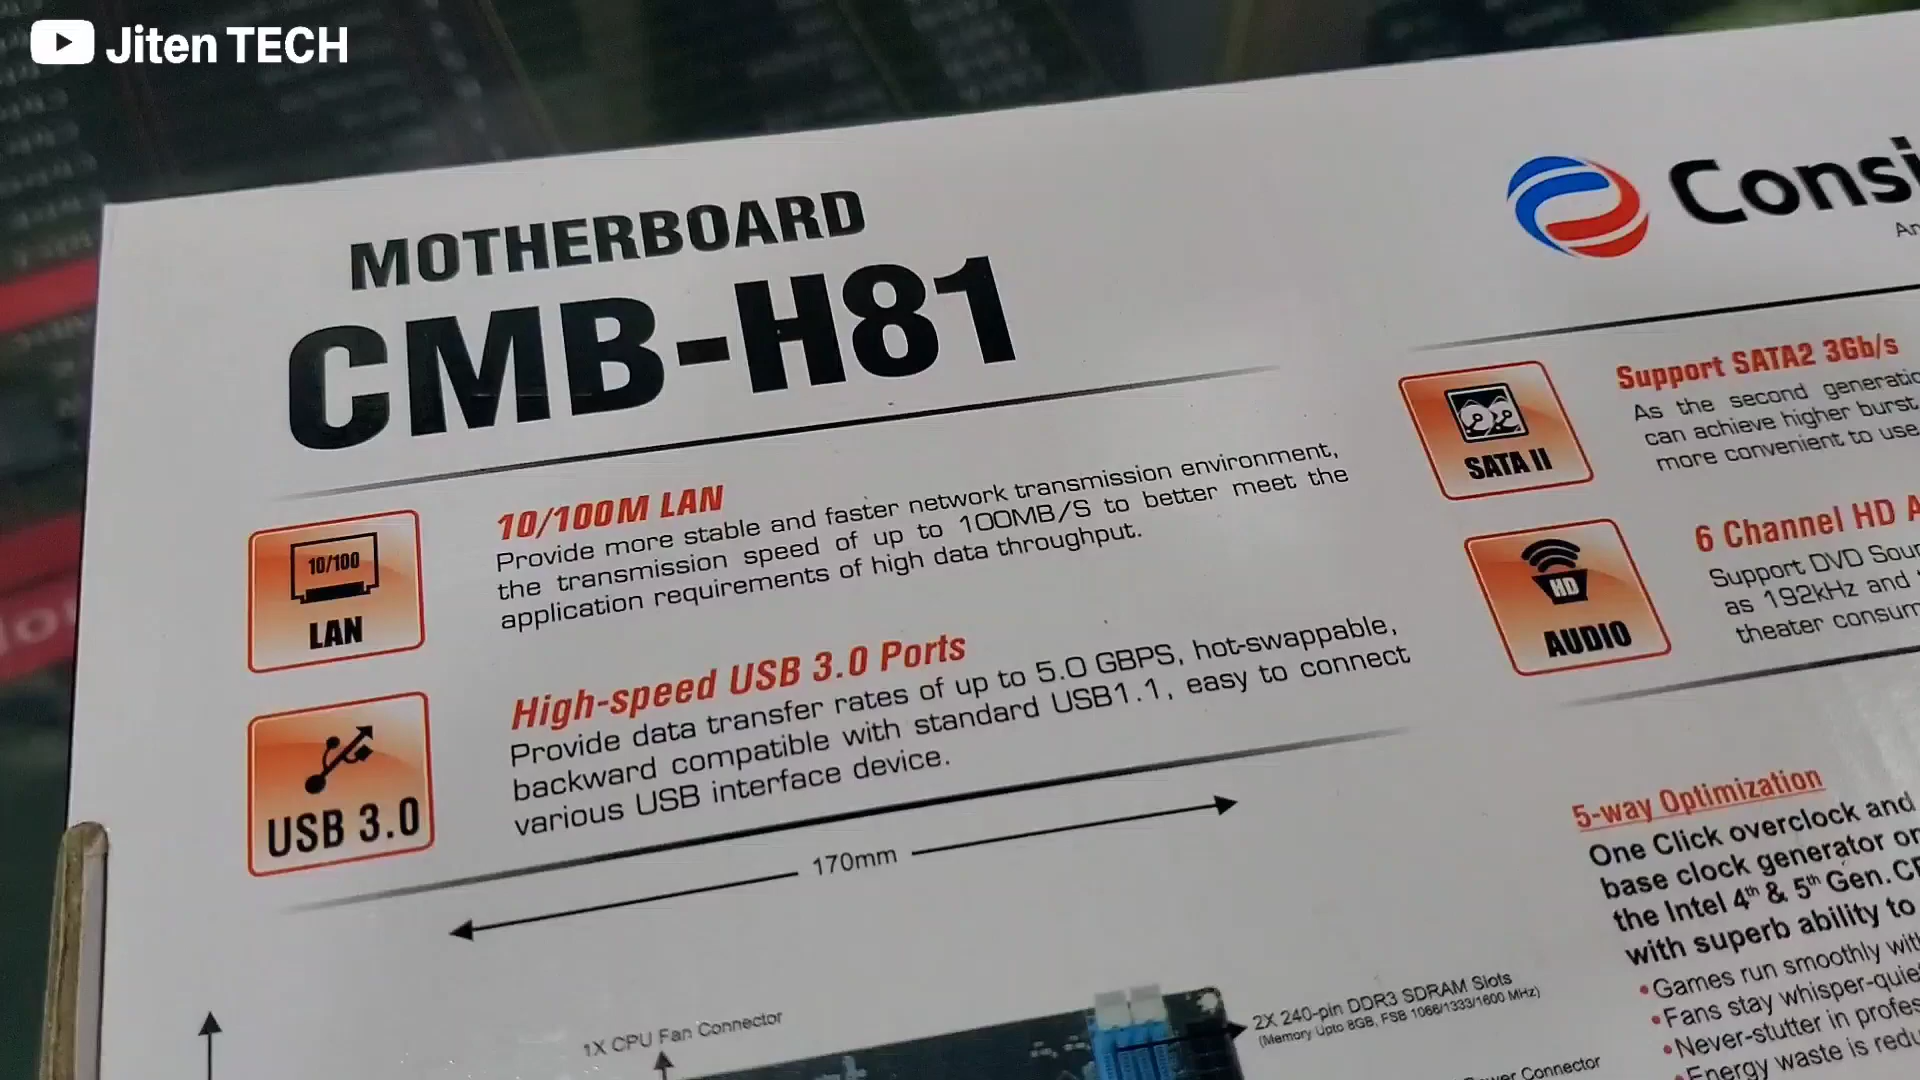 Jiten TECH
MOTHERBOARD
CMB-H81
Consi
10/100
LAN
10/100M LAN
Provide more stable and faster network transmission environment,
the transmission speed of up to 100MB/S to better meet the
application requirements of high data throughput.
USB 3.0
High-speed USB 3.0 Ports
Provide data transfer rates of up to 5.0 GBPS, hot-swappable,
backward compatible with standard USB1.1, easy to connect
various USB interface device.
SATA II
Support SATA2 3Gb/s
As the second generatio
can achieve higher burst
more convenient to use
HD
AUDIO
6 Channel HD A
Support DVD Sour
as 192kHz and
theater consum
170mm
5-way Optimization
One Click overclock and
base clock generator on
the Intel 4th & 5th Gen. CP
with superb ability to
•Games run smoothly with
•Fans stay whisper-quie
•Never-stutter in profes
•Energy waste is redu
1X CPU Fan Connector
2X 240-pin DDR3 SDRAM Slots
(Memory Upto 8GB, FSB 1066/1333/1600 MHz)
Connector